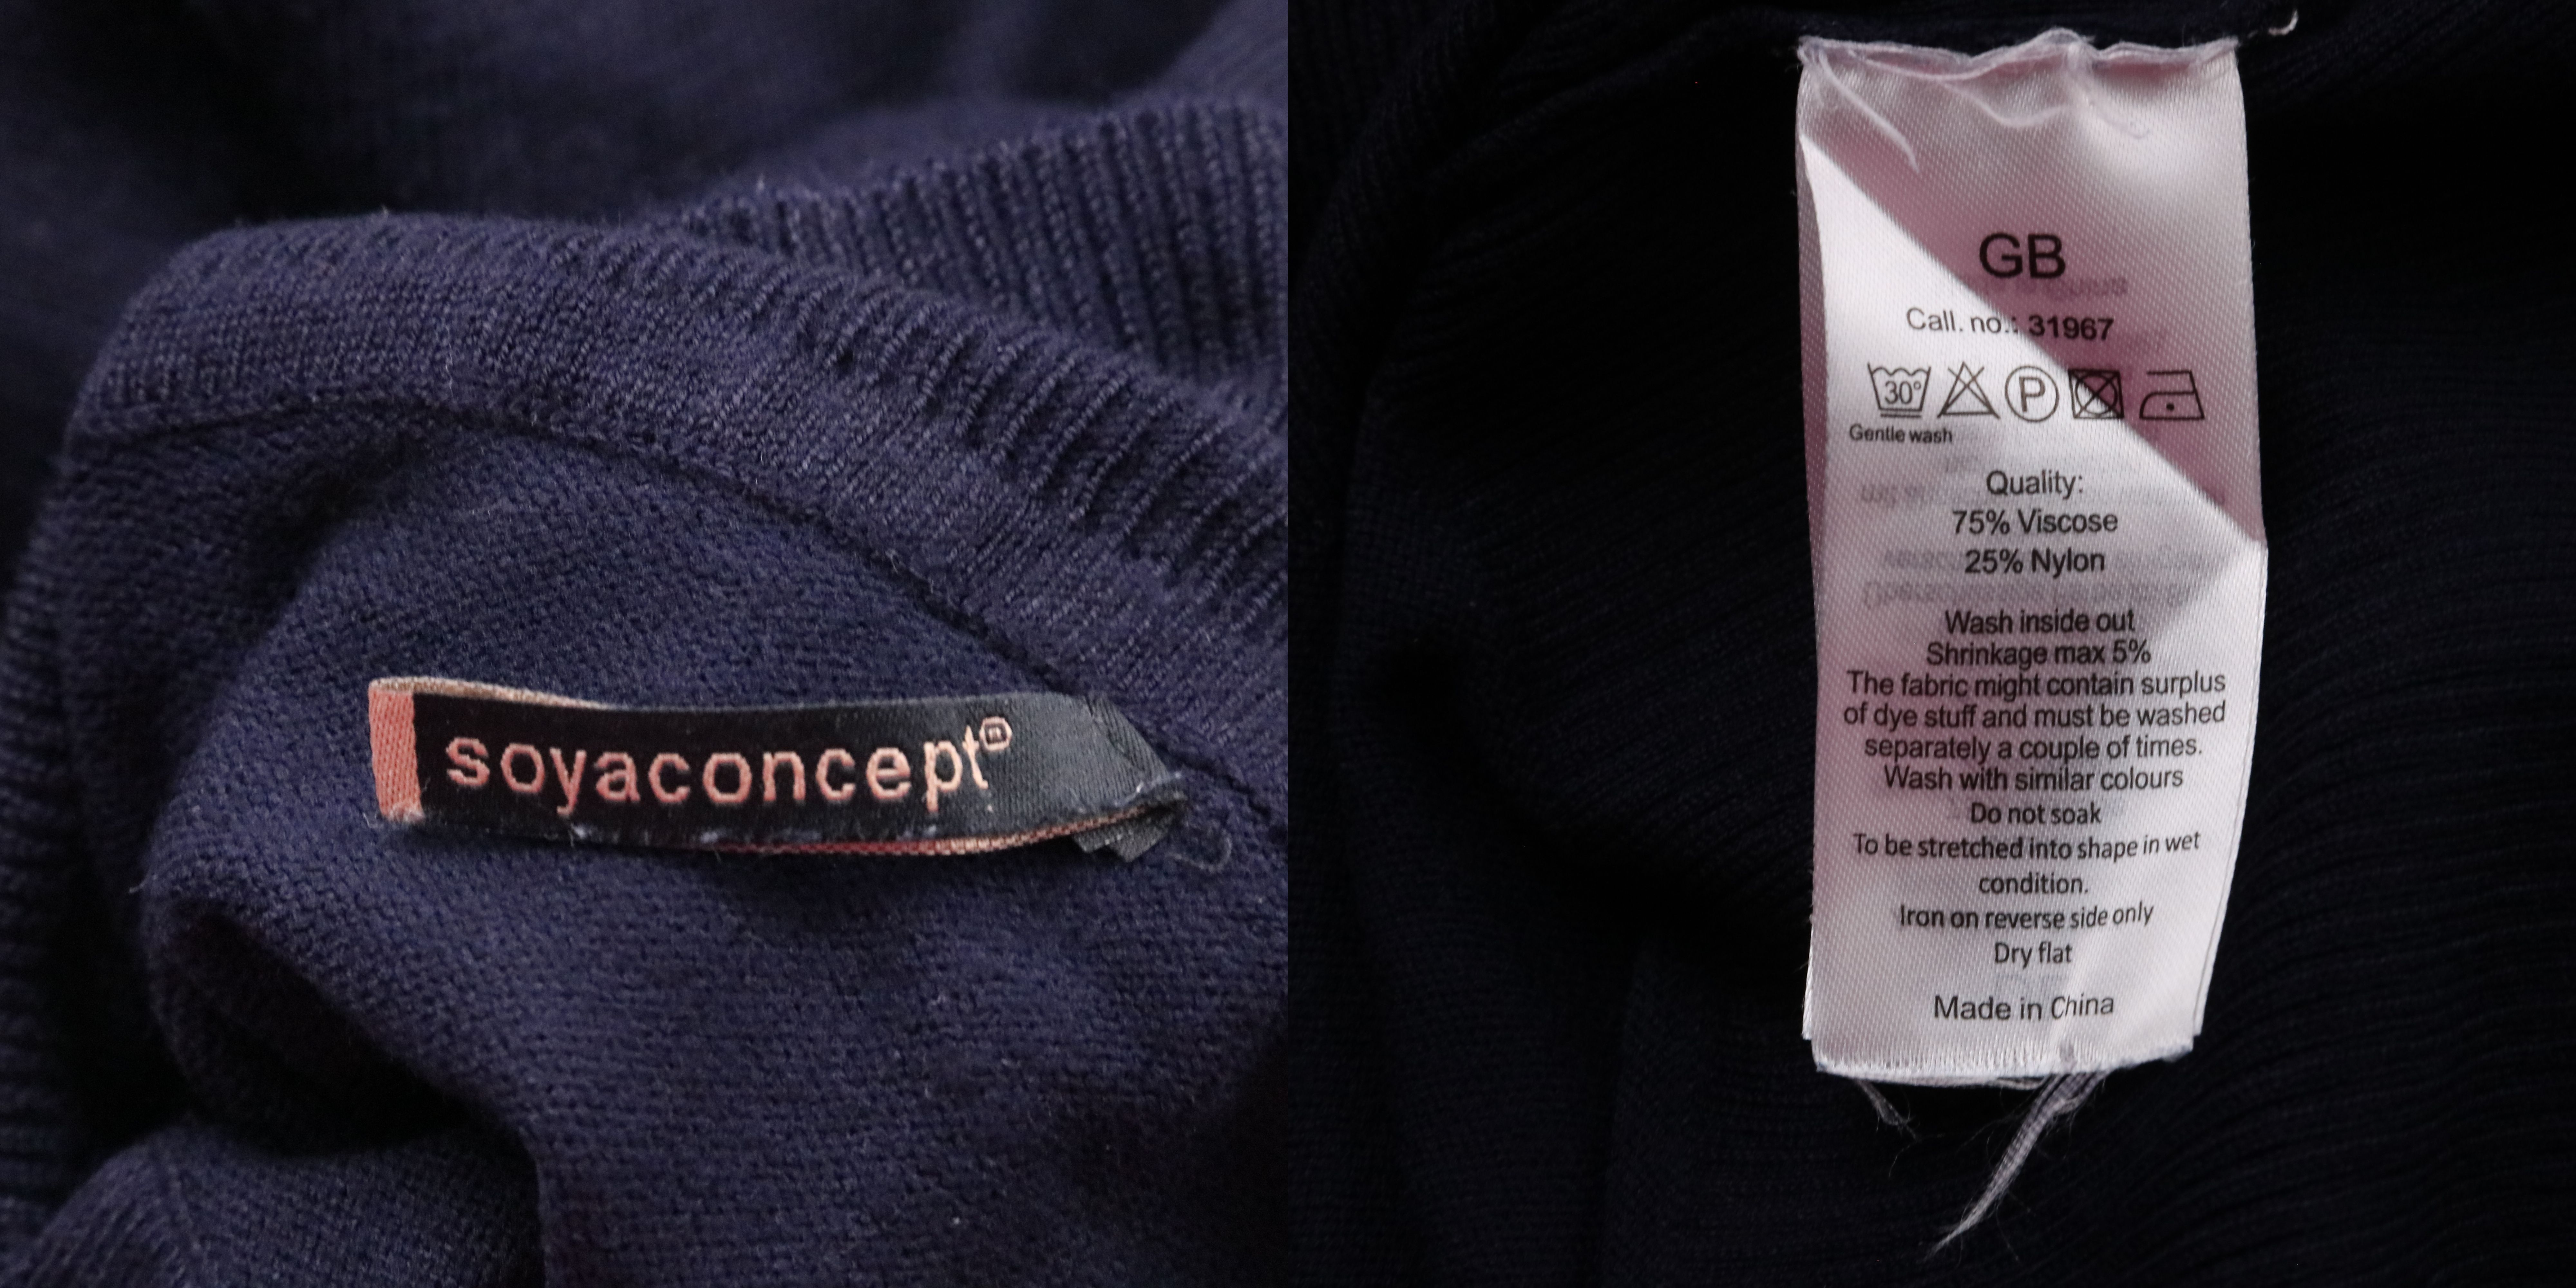 soyaconcept®
GB
Call. no.: 31967
30°
P
Gentle wash
Quality:
75% Viscose
25% Nylon
Wash inside out
Shrinkage max 5%
The fabric might contain surplus
of dye stuff and must be washed
separately a couple of times.
Wash with similar colours
Do not soak
To be stretched into shape in wet
condition.
Iron on reverse side only
Dry flat
Made in China